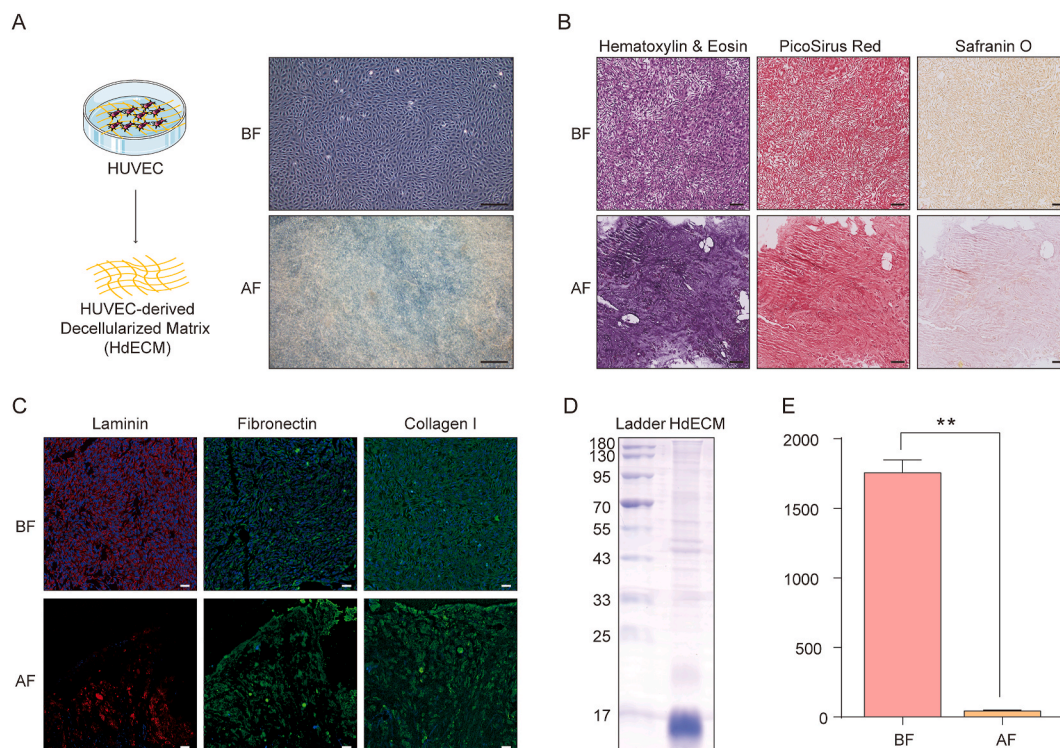 A
HUVEC
HUVEC-derived
Decellularized Matrix
(HdECM)
BF
AF
B
Hematoxylin & Eosin
PicoSirus Red
Safranin O
BF
AF
C
Laminin
Fibronectin
Collagen I
BF
AF
D
Ladder HdECM
180
130
95
70
55
43
33
25
17
E
**
2000
1500
1000
500
0
BF
AF